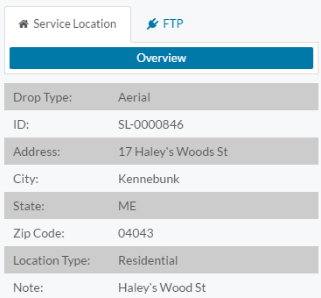 Service Location FTP
Overview
Drop Type: Aerial
ID: SL-0000846
Address: 17 Haley's Woods St
City: Kennebunk
State: ME
Zip Code: 04043
Location Type: Residential
Note: Haley's Wood St